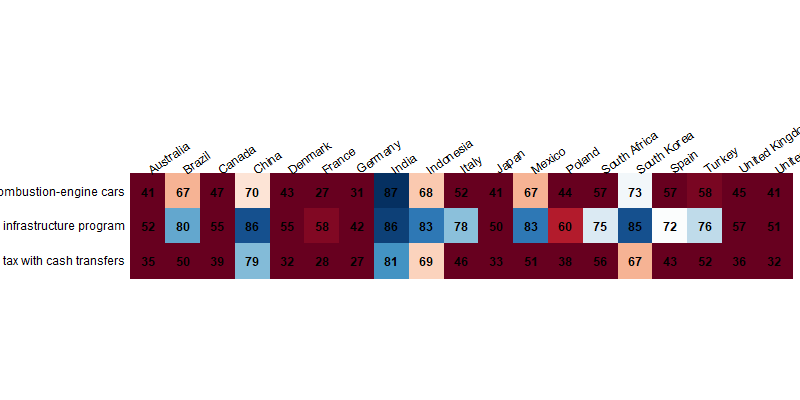 Australia Brazil Canada China Denmark France Germany India Indonesia Italy Japan Mexico Poland South Africa South Korea Spain Turkey United Kingdo Unite
ombustion-engine cars 41 67 47 70 43 27 31 87 68 52 41 67 44 57 73 57 58 45 41
infrastructure program 52 80 55 86 55 58 42 86 83 78 50 83 60 75 85 72 76 57 51
tax with cash transfers 35 50 39 79 32 28 27 81 69 46 33 51 38 56 67 43 52 36 32